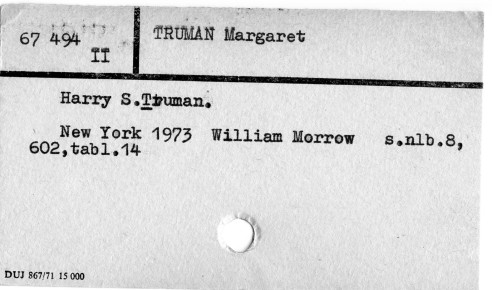 67 494
II
TRUMAN Margaret
Harry S.Truman.
New York 1973 William Morrow s.nlb.8,
602,tabl.14
DUJ 867/71 15 000